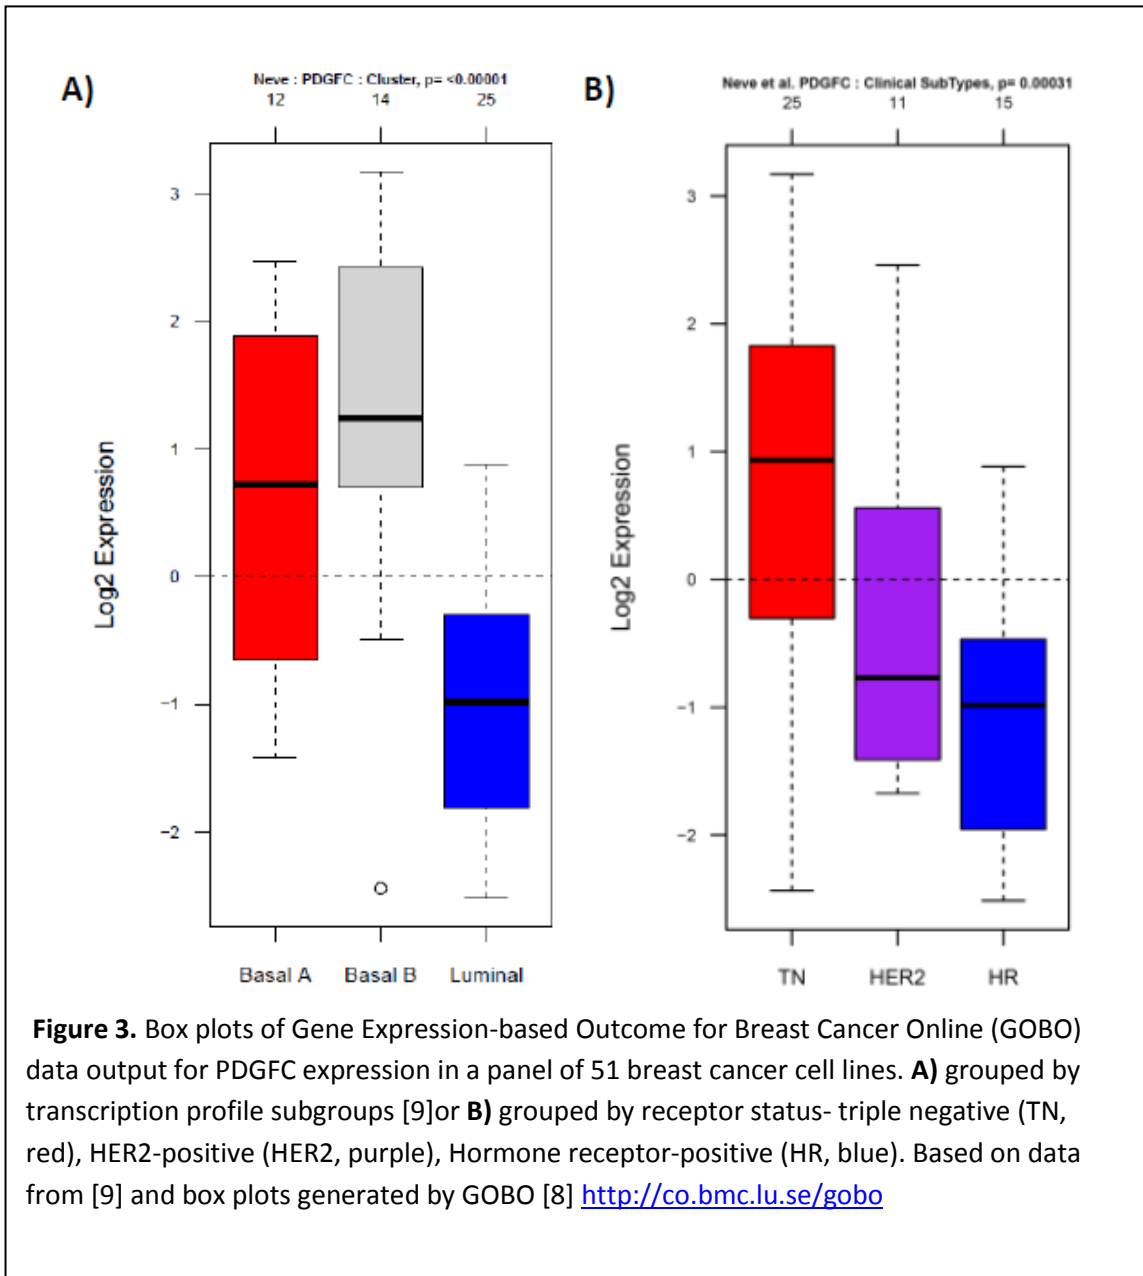 A)
Neve : PDGFC : Cluster, p= <0.00001
12 14 25
3
2
1
0
−1
−2
Log2 Expression
Basal A Basal B Luminal
B)
Neve et al. PDGFC : Clinical SubTypes, p= 0.00031
25 11 15
3
2
1
0
−1
−2
Log2 Expression
TN HER2 HR
Figure 3. Box plots of Gene Expression-based Outcome for Breast Cancer Online (GOBO)
data output for PDGFC expression in a panel of 51 breast cancer cell lines. A) grouped by
transcription profile subgroups [9]or B) grouped by receptor status- triple negative (TN,
red), HER2-positive (HER2, purple), Hormone receptor-positive (HR, blue). Based on data
from [9] and box plots generated by GOBO [8] http://co.bmc.lu.se/gobo